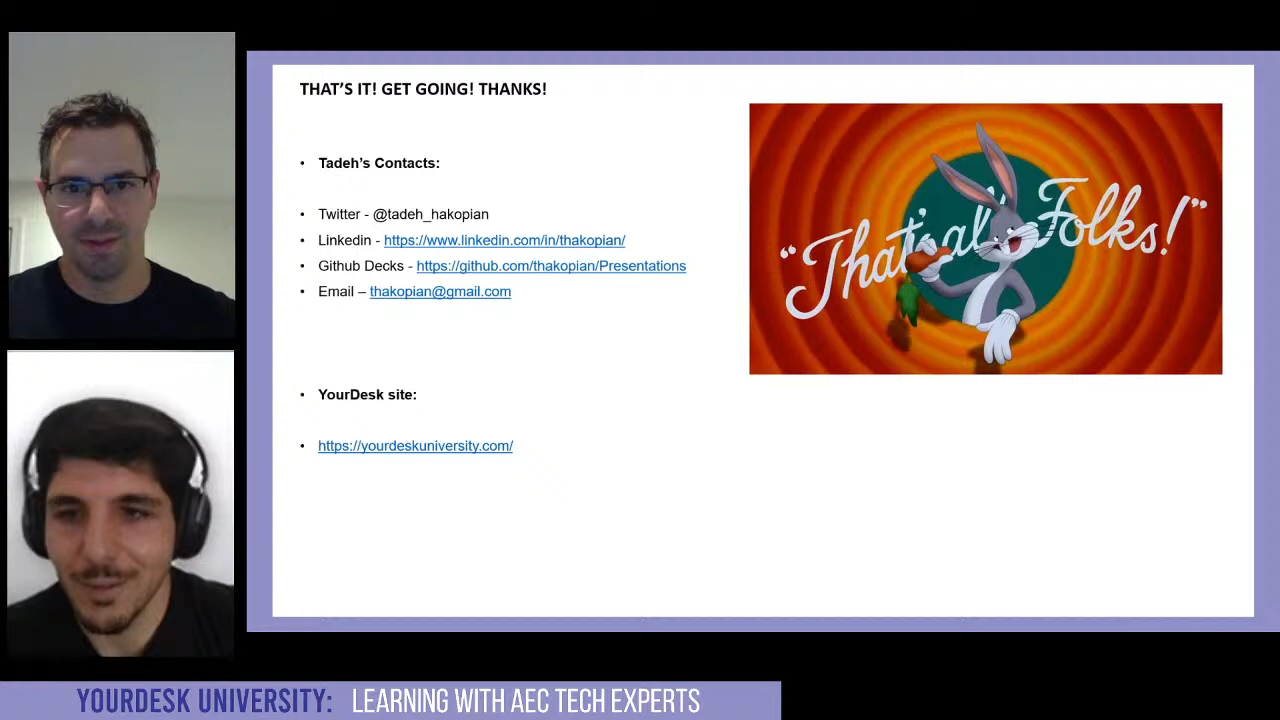 THAT'S IT! GET GOING! THANKS!
• Tadeh's Contacts:
• Twitter - @tadeh_hakopian
• Linkedin - https://www.linkedin.com/in/thakopian/
• Github Decks - https://github.com/thakopian/Presentations
• Email – thakopian@gmail.com
"That's all Folks!"
• YourDesk site:
• https://yourdeskuniversity.com/
YOURDESK UNIVERSITY: LEARNING WITH AEC TECH EXPERTS